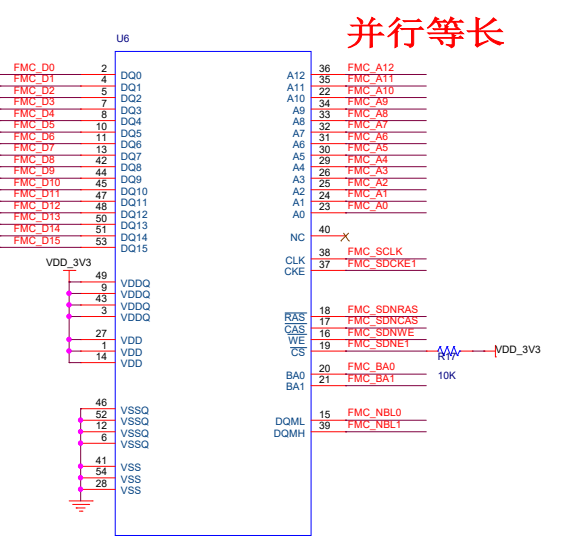 并行等长
U6
FMC_D0 2 DQ0 A12 36 FMC_A12
FMC_D1 4 DQ1 A11 35 FMC_A11
FMC_D2 5 DQ2 A10 22 FMC_A10
FMC_D3 7 DQ3 A9 34 FMC_A9
FMC_D4 8 DQ4 A8 33 FMC_A8
FMC_D5 10 DQ5 A7 32 FMC_A7
FMC_D6 11 DQ6 A6 31 FMC_A6
FMC_D7 13 DQ7 A5 30 FMC_A5
FMC_D8 42 DQ8 A4 29 FMC_A4
FMC_D9 44 DQ9 A3 26 FMC_A3
FMC_D10 45 DQ10 A2 25 FMC_A2
FMC_D11 47 DQ11 A1 24 FMC_A1
FMC_D12 48 DQ12 A0 23 FMC_A0
FMC_D13 50 DQ13
FMC_D14 51 DQ14 NC 40
FMC_D15 53 DQ15
CLK 38 FMC_SCLK
VDD_3V3 CKE 37 FMC_SDCKE1
49 VDDQ
9 VDDQ
43 VDDQ
3 VDDQ RAS 18 FMC_SDNRAS
CAS 17 FMC_SDNCAS
27 VDD WE 16 FMC_SDNWE
1 VDD CS 19 FMC_SDNE1 R17 VDD_3V3
14 VDD
BA0 20 FMC_BA0 10K
BA1 21 FMC_BA1
46 VSSQ
52 VSSQ DQML 15 FMC_NBL0
12 VSSQ DQMH 39 FMC_NBL1
6 VSSQ
41 VSS
54 VSS
28 VSS